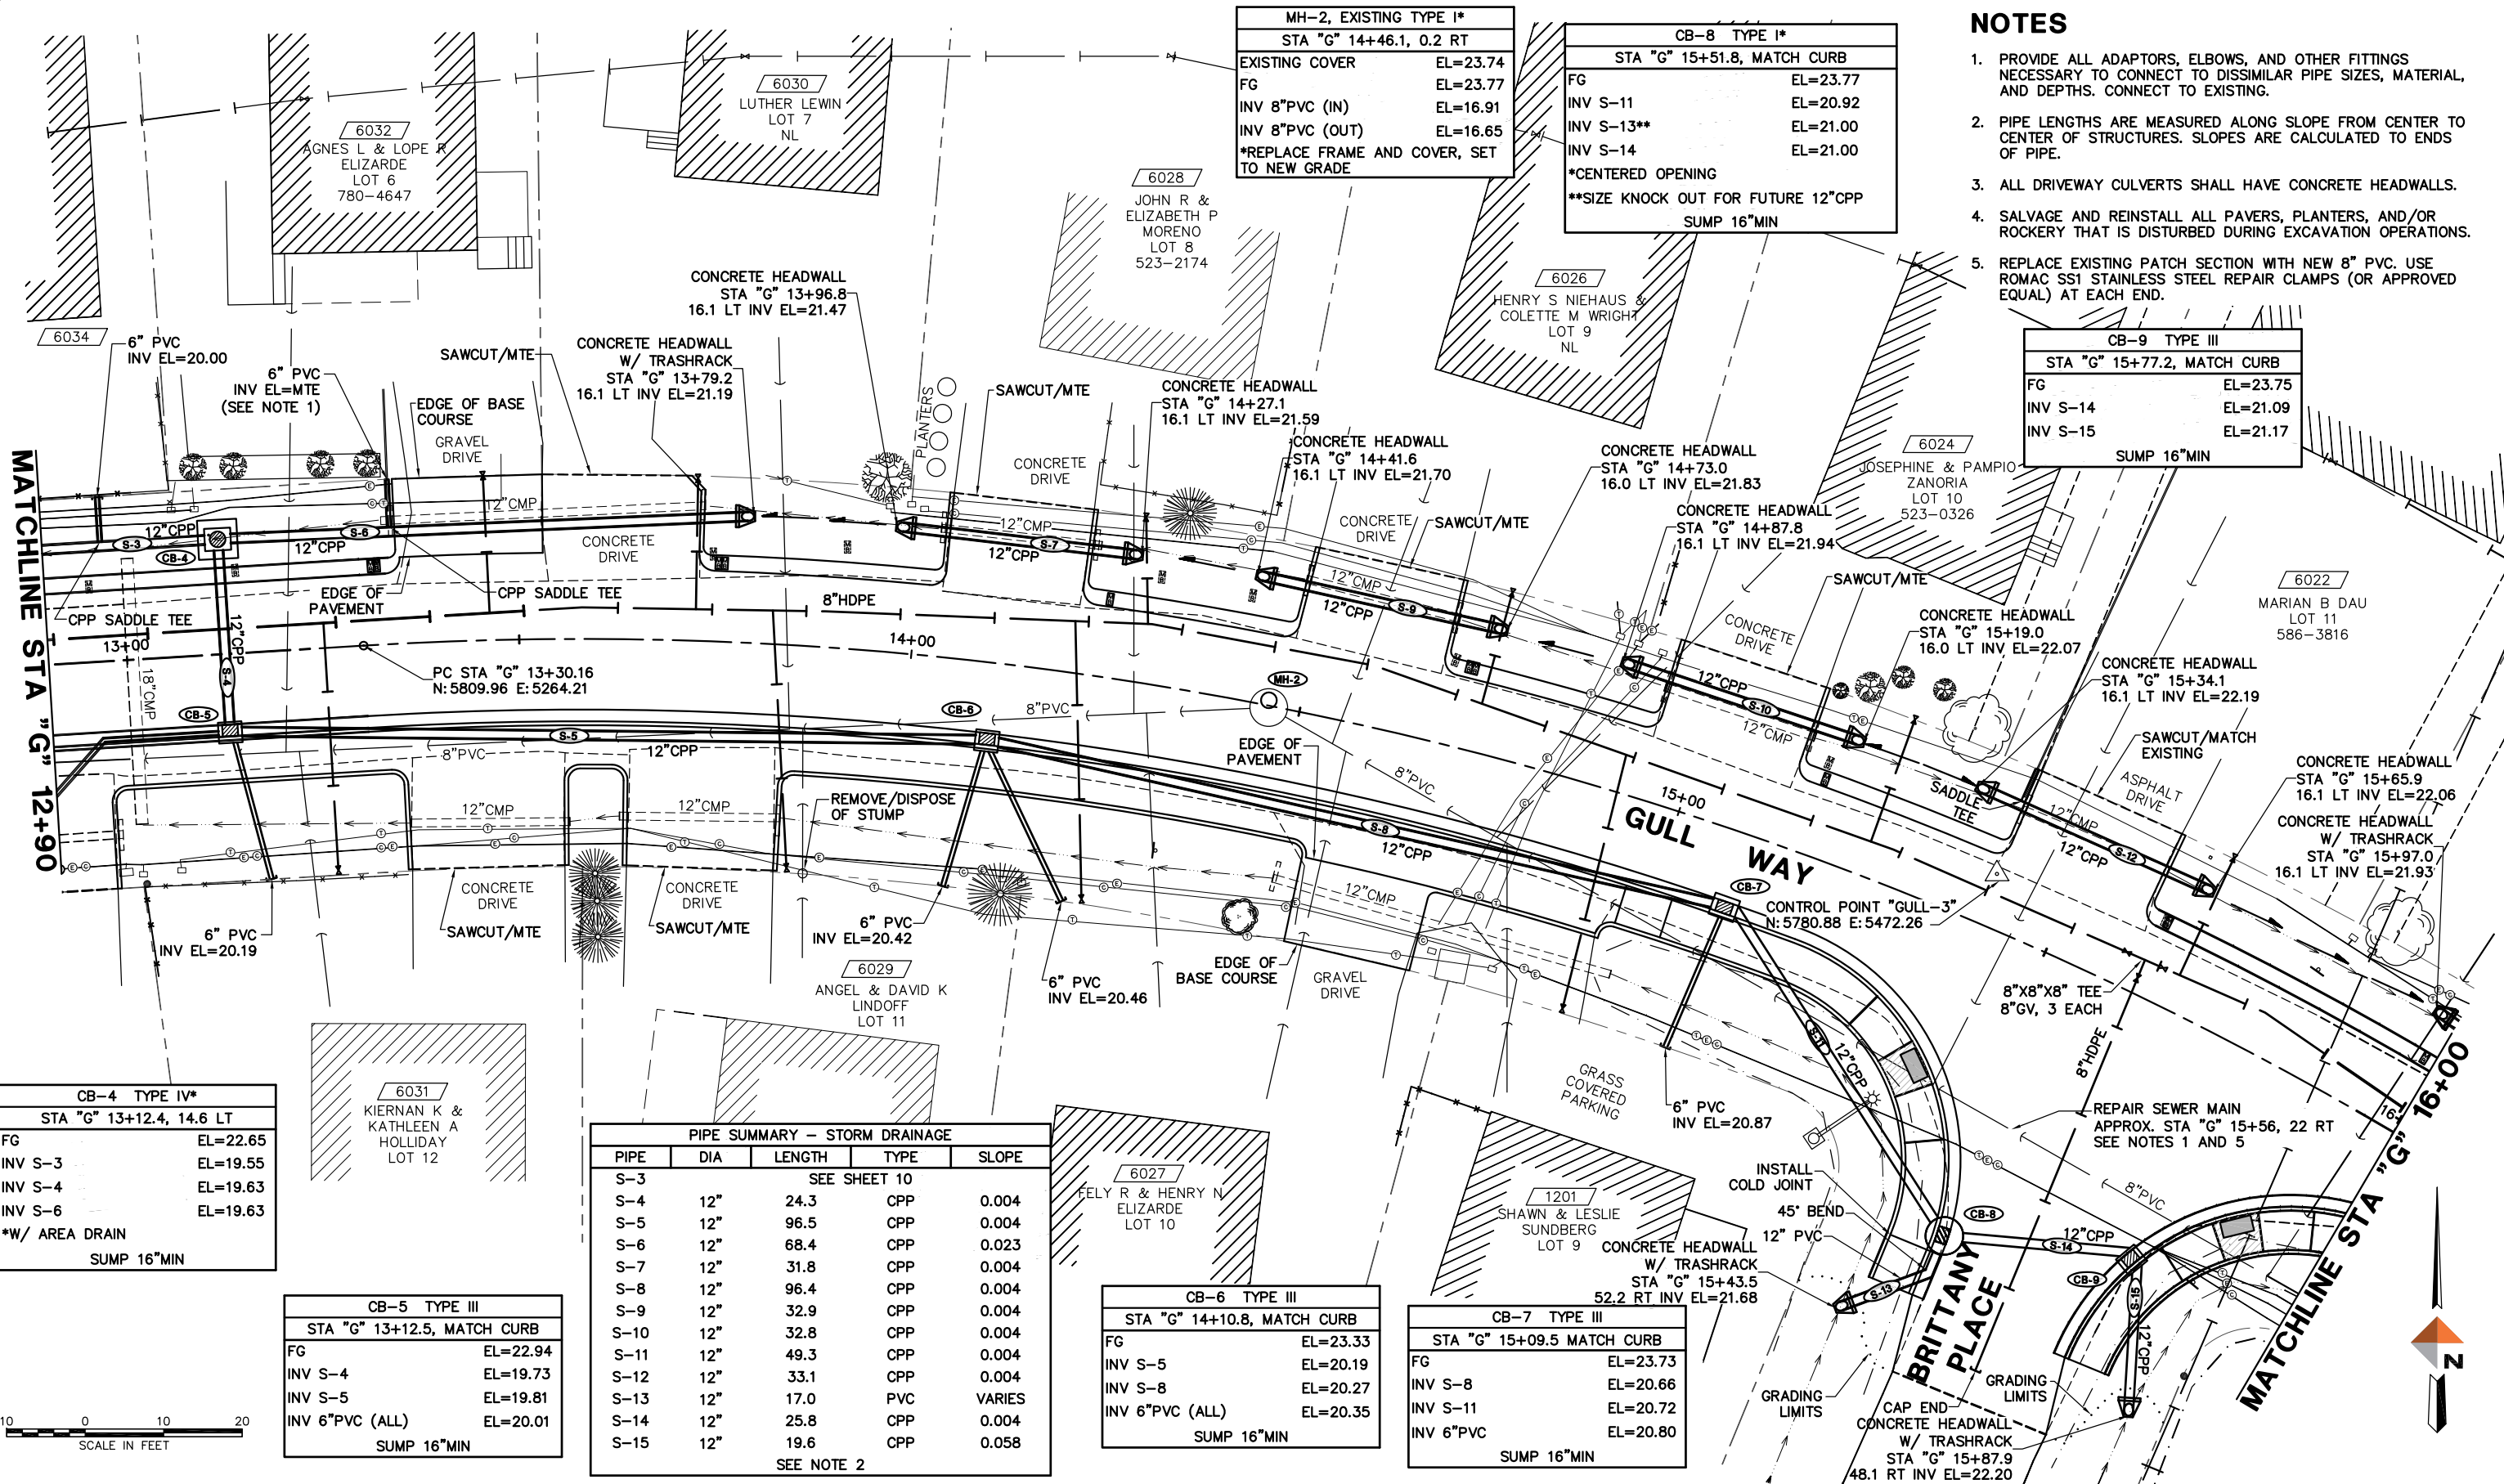 MH-2, EXISTING TYPE I*
STA "G" 14+46.1, 0.2 RT
EXISTING COVER EL=23.74
FG EL=23.77
INV 8"PVC (IN) EL=16.91
INV 8"PVC (OUT) EL=16.65
*REPLACE FRAME AND COVER, SET
TO NEW GRADE
CB-8 TYPE I*
STA "G" 15+51.8, MATCH CURB
FG EL=23.77
INV S-11 EL=20.92
INV S-13** EL=21.00
INV S-14 EL=21.00
*CENTERED OPENING
**SIZE KNOCK OUT FOR FUTURE 12"CPP
SUMP 16"MIN
NOTES
1. PROVIDE ALL ADAPTORS, ELBOWS, AND OTHER FITTINGS
NECESSARY TO CONNECT TO DISSIMILAR PIPE SIZES, MATERIAL,
AND DEPTHS. CONNECT TO EXISTING.
2. PIPE LENGTHS ARE MEASURED ALONG SLOPE FROM CENTER TO
CENTER OF STRUCTURES. SLOPES ARE CALCULATED TO ENDS
OF PIPE.
3. ALL DRIVEWAY CULVERTS SHALL HAVE CONCRETE HEADWALLS.
4. SALVAGE AND REINSTALL ALL PAVERS, PLANTERS, AND/OR
ROCKERY THAT IS DISTURBED DURING EXCAVATION OPERATIONS.
5. REPLACE EXISTING PATCH SECTION WITH NEW 8" PVC. USE
ROMAC SS1 STAINLESS STEEL REPAIR CLAMPS (OR APPROVED
EQUAL) AT EACH END.
CB-9 TYPE III
STA "G" 15+77.2, MATCH CURB
FG EL=23.75
INV S-14 EL=21.09
INV S-15 EL=21.17
SUMP 16"MIN
6032
AGNES L & LOPE R
ELIZARDE
LOT 6
780-4647
6030
LUTHER LEWIN
LOT 7
NL
6028
JOHN R &
ELIZABETH P
MORENO
LOT 8
523-2174
6026
HENRY S NIEHAUS &
COLETTE M WRIGHT
LOT 9
NL
6024
JOSEPHINE & PAMPIO
ZANORIA
LOT 10
523-0326
6022
MARIAN B DAU
LOT 11
586-3816
6034
6" PVC
INV EL=20.00
6" PVC
INV EL=MTE
(SEE NOTE 1)
SAWCUT/MTE
EDGE OF BASE
COURSE
GRAVEL
DRIVE
CONCRETE HEADWALL
W/ TRASHRACK
STA "G" 13+79.2
16.1 LT INV EL=21.19
CONCRETE HEADWALL
STA "G" 13+96.8
16.1 LT INV EL=21.47
PLANTERS
SAWCUT/MTE
CONCRETE
DRIVE
CONCRETE HEADWALL
STA "G" 14+27.1
16.1 LT INV EL=21.59
CONCRETE HEADWALL
STA "G" 14+41.6
16.1 LT INV EL=21.70
CONCRETE
DRIVE
SAWCUT/MTE
CONCRETE HEADWALL
STA "G" 14+73.0
16.0 LT INV EL=21.83
CONCRETE HEADWALL
STA "G" 14+87.8
16.1 LT INV EL=21.94
SAWCUT/MTE
CONCRETE
DRIVE
CONCRETE HEADWALL
STA "G" 15+19.0
16.0 LT INV EL=22.07
CONCRETE HEADWALL
STA "G" 15+34.1
16.1 LT INV EL=22.19
SAWCUT/MATCH
EXISTING
ASPHALT
DRIVE
CONCRETE HEADWALL
STA "G" 15+65.9
16.1 LT INV EL=22.06
CONCRETE HEADWALL
W/ TRASHRACK
STA "G" 15+97.0
16.1 LT INV EL=21.93
MATCHLINE STA "G" 12+90
12"CPP
S-3
CB-4
12"CPP
S-6
12"CMP
CONCRETE
DRIVE
12"CMP
12"CPP
S-7
12"CMP
12"CPP
S-9
12"CPP
S-10
12"CMP
SADDLE
TEE
12"CMP
12"CPP
S-12
EDGE OF
PAVEMENT
CPP SADDLE TEE
CPP SADDLE TEE
8"HDPE
13+00
14+00
15+00
16+
18"CMP
12"CPP
S-4
PC STA "G" 13+30.16
N:5809.96 E:5264.21
CB-5
CB-6
MH-2
8"PVC
8"PVC
S-5
12"CPP
8"PVC
EDGE OF
PAVEMENT
GULL WAY
S-8
12"CPP
CB-7
CONTROL POINT "GULL-3"
N:5780.88 E:5472.26
12"CMP
12"CMP
12"CMP
REMOVE/DISPOSE
OF STUMP
CONCRETE
DRIVE
SAWCUT/MTE
CONCRETE
DRIVE
SAWCUT/MTE
6" PVC
INV EL=20.19
6" PVC
INV EL=20.42
6" PVC
INV EL=20.46
EDGE OF
BASE COURSE
GRAVEL
DRIVE
8"X8"X8" TEE
8"GV, 3 EACH
8"HDPE
S-11
12"CPP
GRASS
COVERED
PARKING
6" PVC
INV EL=20.87
REPAIR SEWER MAIN
APPROX. STA "G" 15+56, 22 RT
SEE NOTES 1 AND 5
8"PVC
6029
ANGEL & DAVID K
LINDOFF
LOT 11
6031
KIERNAN K &
KATHLEEN A
HOLLIDAY
LOT 12
6027
FELY R & HENRY N
ELIZARDE
LOT 10
1201
SHAWN & LESLIE
SUNDBERG
LOT 9
INSTALL
COLD JOINT
45° BEND
12" PVC
CONCRETE HEADWALL
W/ TRASHRACK
STA "G" 15+43.5
52.2 RT INV EL=21.68
S-13
CB-8
12"CPP
S-14
CB-9
S-15
12"CPP
BRITTANY
PLACE
GRADING
LIMITS
GRADING
LIMITS
CAP END
CONCRETE HEADWALL
W/ TRASHRACK
STA "G" 15+87.9
48.1 RT INV EL=22.20
MATCHLINE STA "G" 16+00
N
CB-4 TYPE IV*
STA "G" 13+12.4, 14.6 LT
FG EL=22.65
INV S-3 EL=19.55
INV S-4 EL=19.63
INV S-6 EL=19.63
*W/ AREA DRAIN
SUMP 16"MIN
CB-5 TYPE III
STA "G" 13+12.5, MATCH CURB
FG EL=22.94
INV S-4 EL=19.73
INV S-5 EL=19.81
INV 6"PVC (ALL) EL=20.01
SUMP 16"MIN
PIPE SUMMARY - STORM DRAINAGE
PIPE DIA LENGTH TYPE SLOPE
S-3 SEE SHEET 10
S-4 12" 24.3 CPP 0.004
S-5 12" 96.5 CPP 0.004
S-6 12" 68.4 CPP 0.023
S-7 12" 31.8 CPP 0.004
S-8 12" 96.4 CPP 0.004
S-9 12" 32.9 CPP 0.004
S-10 12" 32.8 CPP 0.004
S-11 12" 49.3 CPP 0.004
S-12 12" 33.1 CPP 0.004
S-13 12" 17.0 PVC VARIES
S-14 12" 25.8 CPP 0.004
S-15 12" 19.6 CPP 0.058
SEE NOTE 2
CB-6 TYPE III
STA "G" 14+10.8, MATCH CURB
FG EL=23.33
INV S-5 EL=20.19
INV S-8 EL=20.27
INV 6"PVC (ALL) EL=20.35
SUMP 16"MIN
CB-7 TYPE III
STA "G" 15+09.5 MATCH CURB
FG EL=23.73
INV S-8 EL=20.66
INV S-11 EL=20.72
INV 6"PVC EL=20.80
SUMP 16"MIN
10 0 10 20
SCALE IN FEET